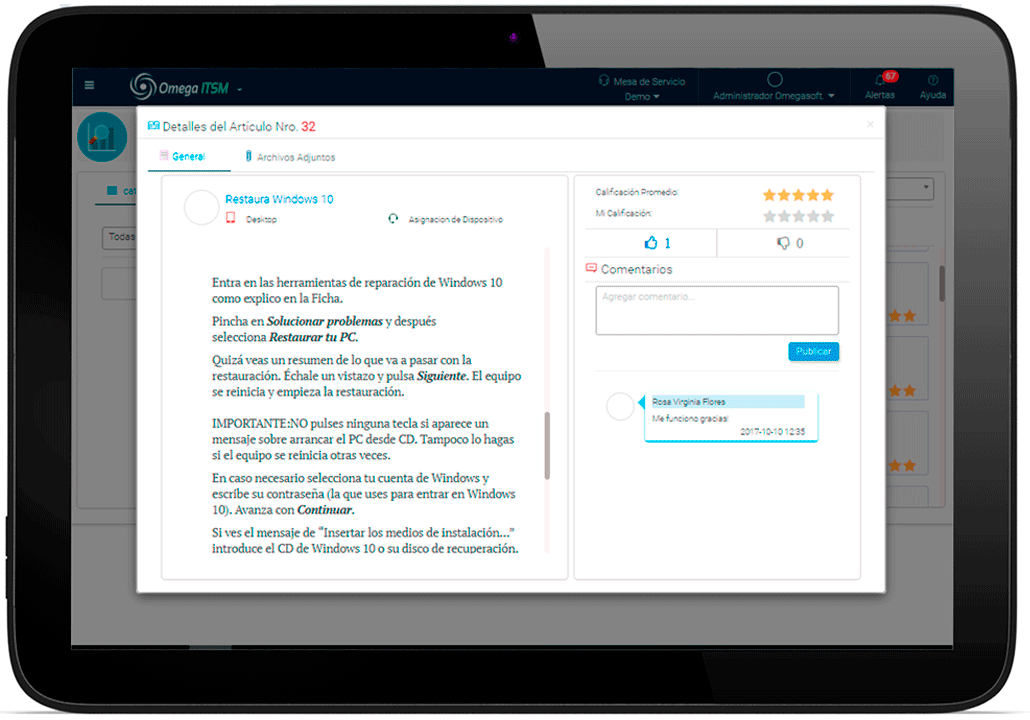 Omega ITSM
Mesa de Servicio
Demo
Administrador Omegasoft.
67
Alertas
Ayuda
Detalles del Artículo Nro. 32
General
Archivos Adjuntos
cat
Todas
Restaura Windows 10
Desktop
Asignacion de Dispositivo
Entra en las herramientas de reparación de Windows 10
como explico en la Ficha.
Pincha en Solucionar problemas y después
selecciona Restaurar tu PC.
Quizá veas un resumen de lo que va a pasar con la
restauración. Échale un vistazo y pulsa Siguiente. El equipo
se reinicia y empieza la restauración.
IMPORTANTE:NO pulses ninguna tecla si aparece un
mensaje sobre arrancar el PC desde CD. Tampoco lo hagas
si el equipo se reinicia otras veces.
En caso necesario selecciona tu cuenta de Windows y
escribe su contraseña (la que uses para entrar en Windows
10). Avanza con Continuar.
Si ves el mensaje de “Insertar los medios de instalación...”
introduce el CD de Windows 10 o su disco de recuperación.
Calificación Promedio:
Mi Calificación:
1
0
Comentarios
Agregar comentario...
Publicar
Rosa Virginia Flores
Me funciono gracias!
2017-10-10 12:35